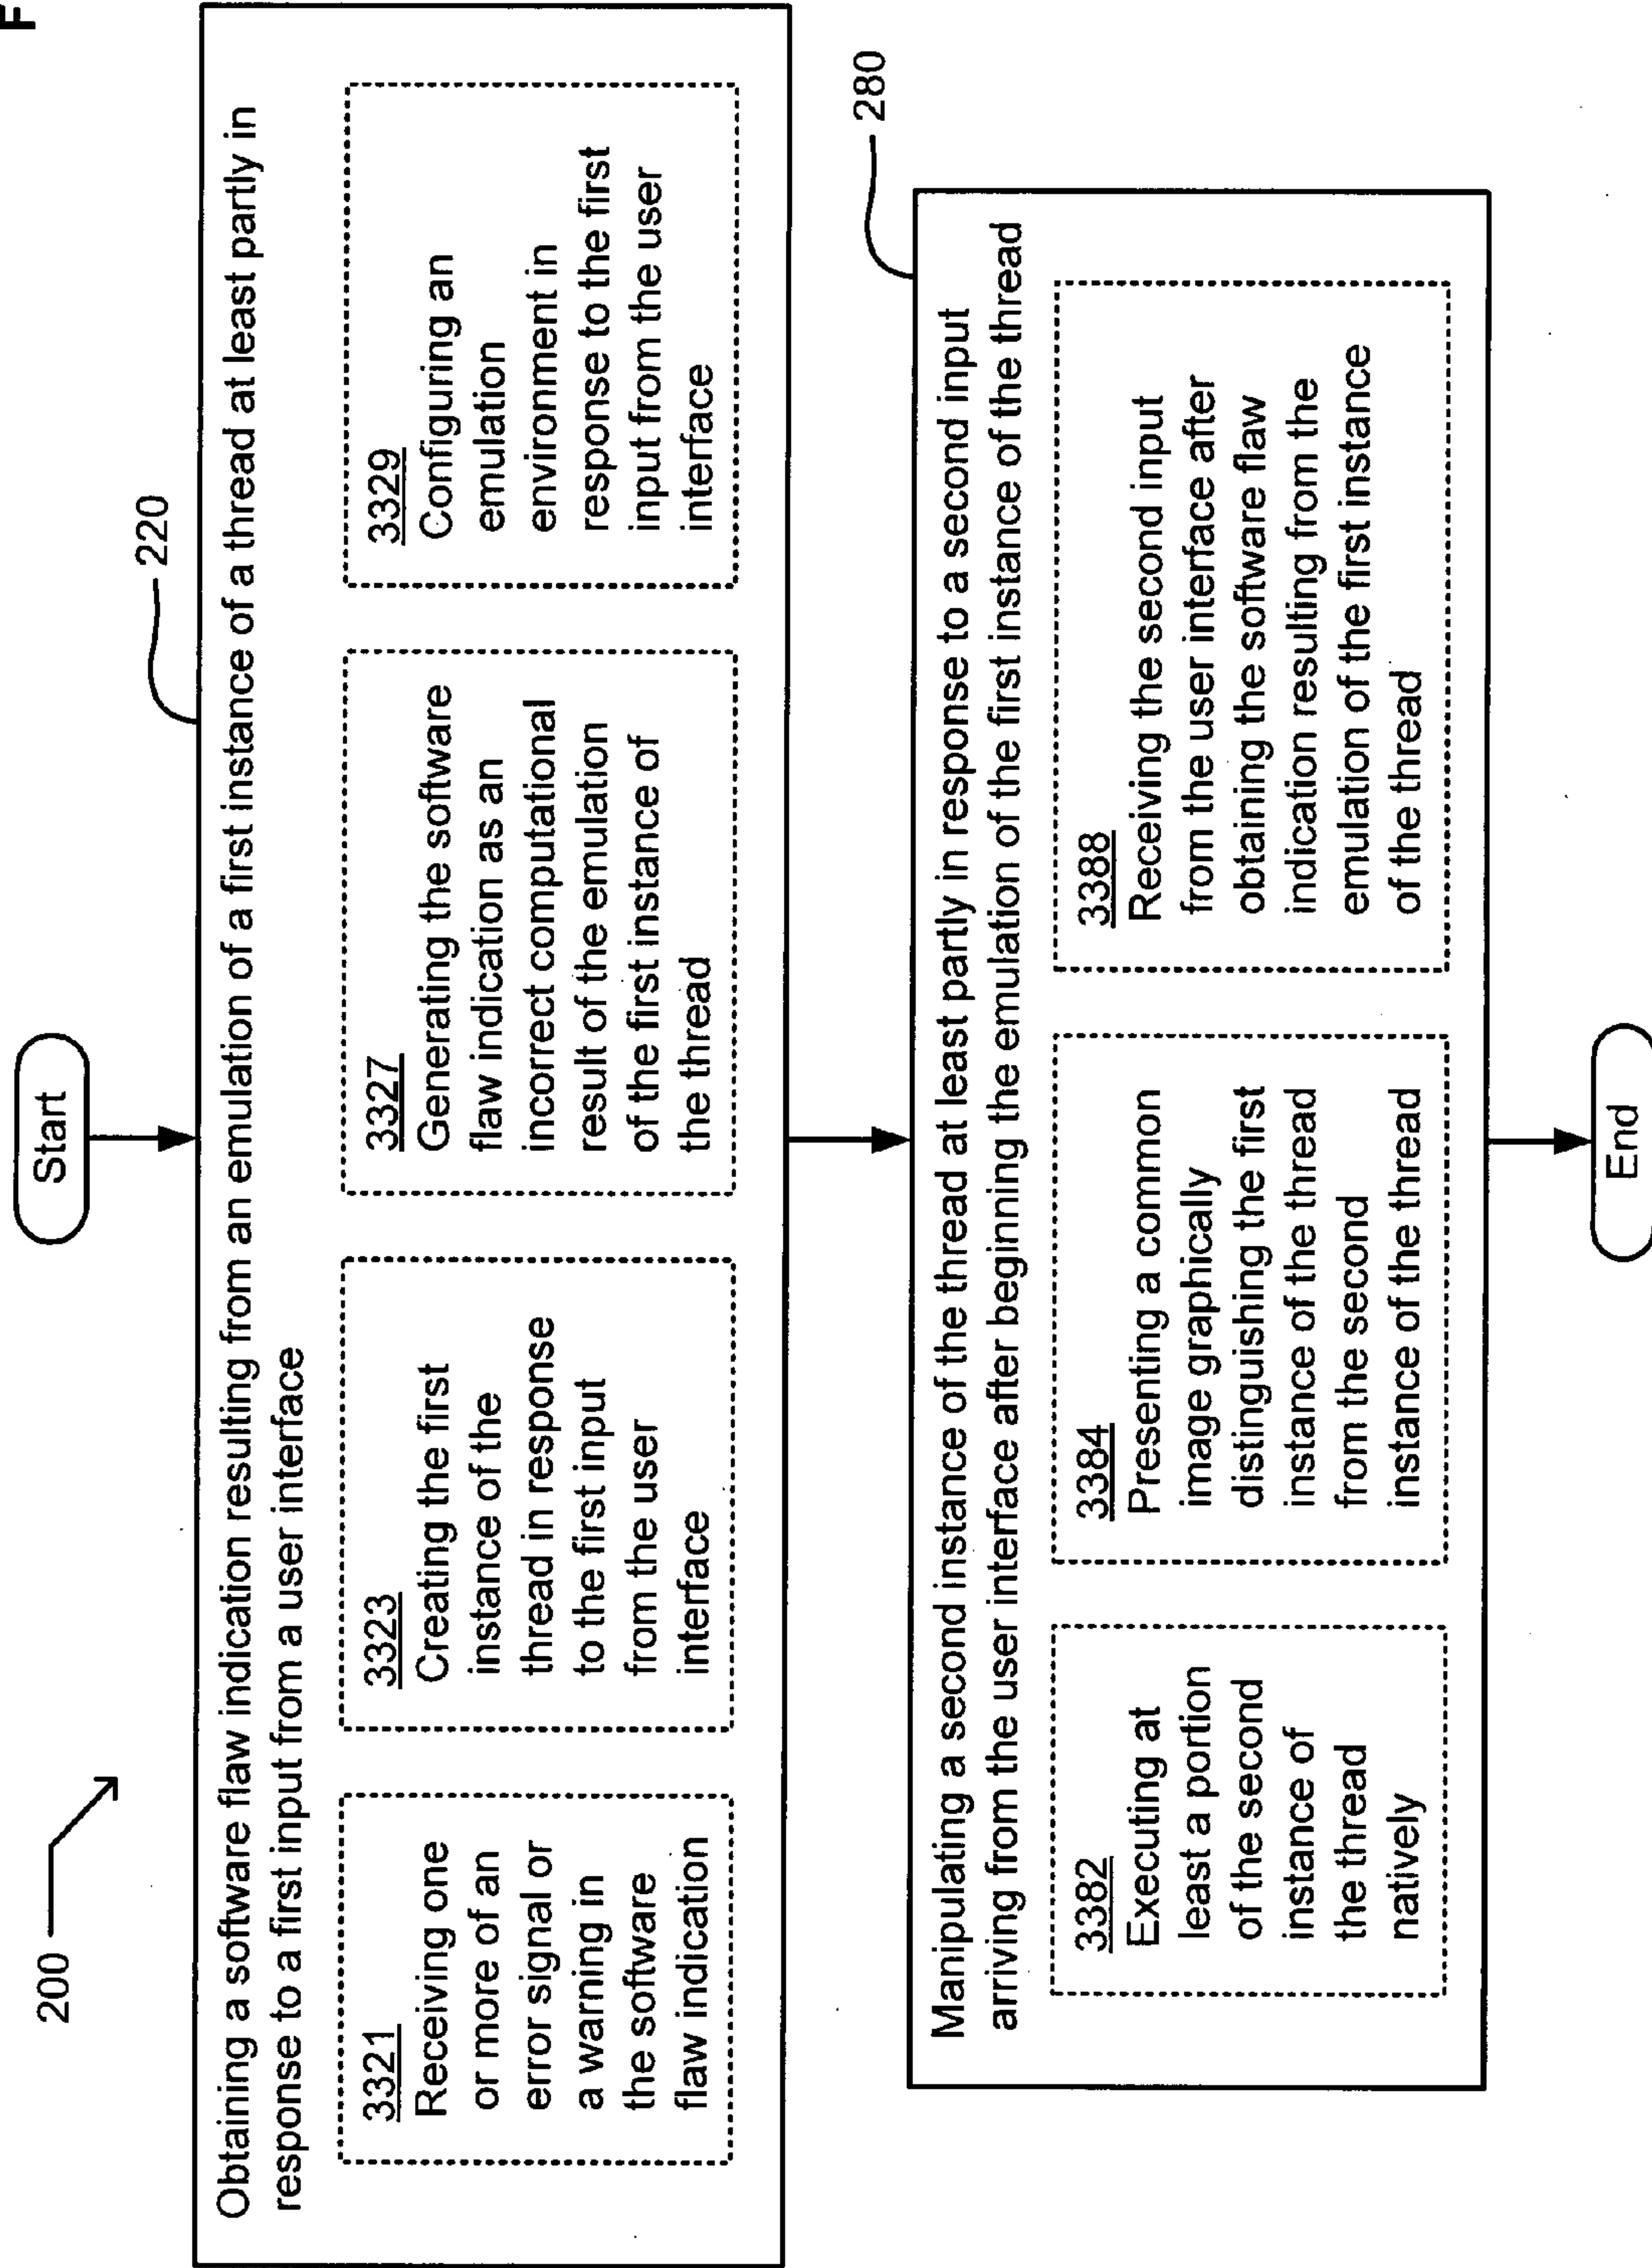 F
200
Start
220
Obtaining a software flaw indication resulting from an emulation of a first instance of a thread at least partly in
response to a first input from a user interface
3321
Receiving one
or more of an
error signal or
a warning in
the software
flaw indication
3323
Creating the first
instance of the
thread in response
to the first input
from the user
interface
3327
Generating the software
flaw indication as an
incorrect computational
result of the emulation
of the first instance of
the thread
3329
Configuring an
emulation
environment in
response to the first
input from the user
interface
280
Manipulating a second instance of the thread at least partly in response to a second input
arriving from the user interface after beginning the emulation of the first instance of the thread
3382
Executing at
least a portion
of the second
instance of
the thread
natively
3384
Presenting a common
image graphically
distinguishing the first
instance of the thread
from the second
instance of the thread
3388
Receiving the second input
from the user interface after
obtaining the software flaw
indication resulting from the
emulation of the first instance
of the thread
End